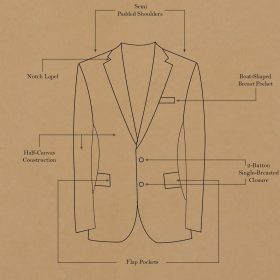 Semi
Padded Shoulders
Notch Lapel
Boat-Shaped
Breast Pocket
Half-Canvas
Construction
2-Button
Single-Breasted
Closure
Flap Pockets